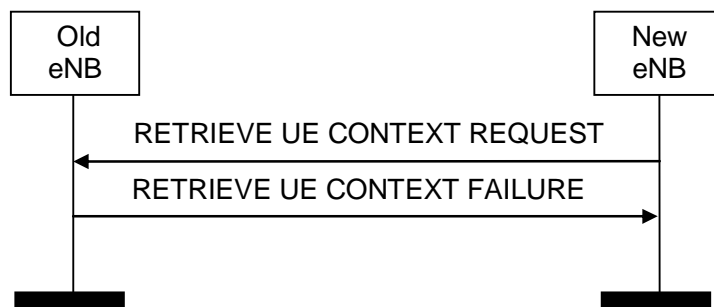 Old
eNB
New
eNB
RETRIEVE UE CONTEXT REQUEST
RETRIEVE UE CONTEXT FAILURE